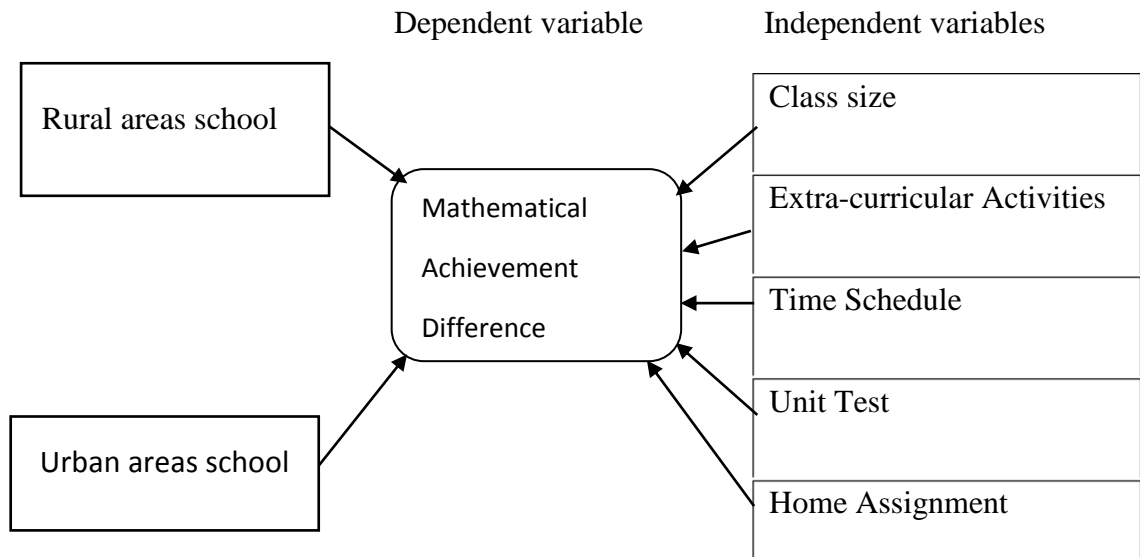 Dependent variable
Independent variables
Rural areas school
Urban areas school
Mathematical
Achievement
Difference
Class size
Extra-curricular Activities
Time Schedule
Unit Test
Home Assignment